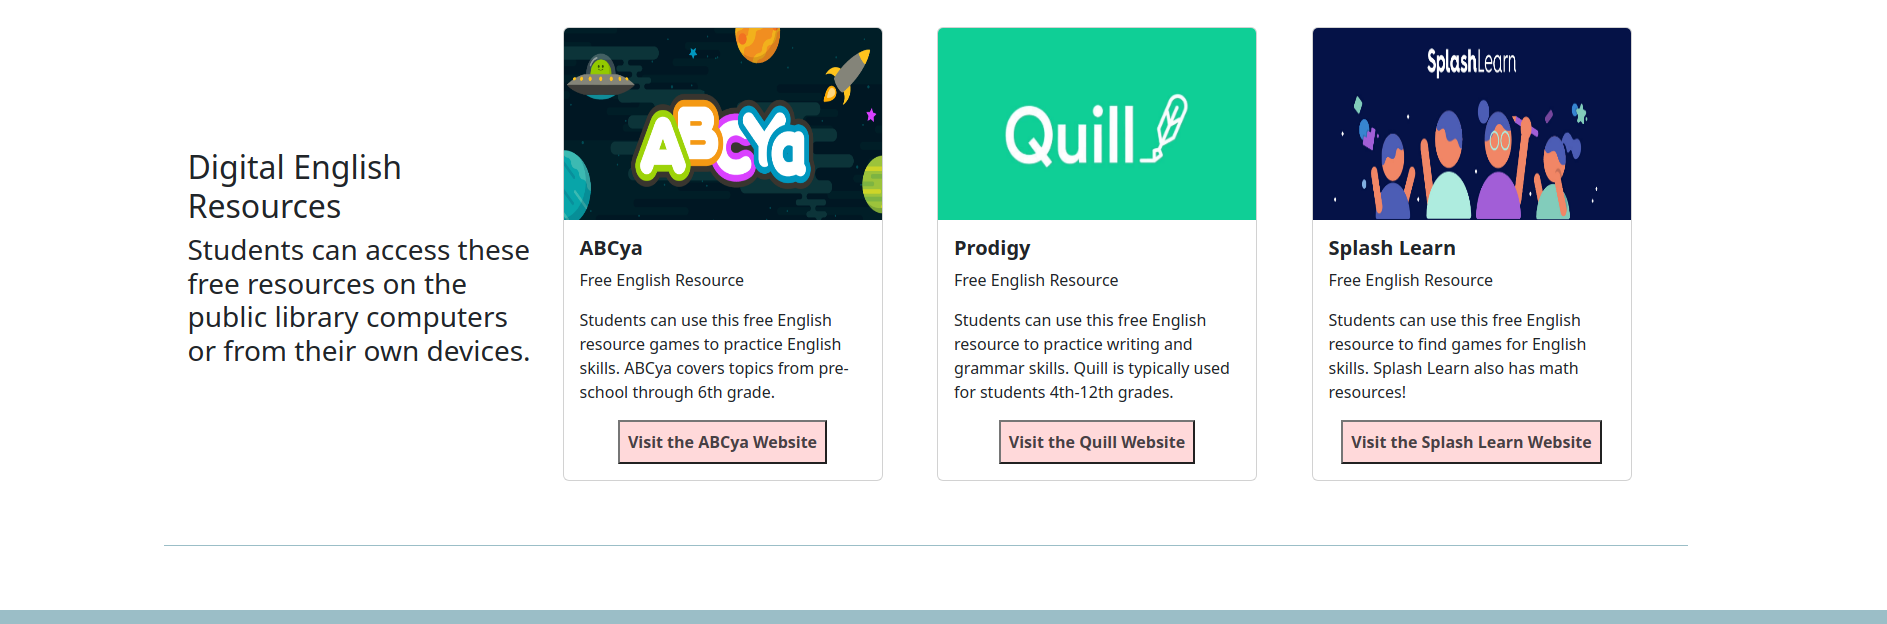 Digital English
Resources
Students can access these
free resources on the
public library computers
or from their own devices.
ABCYa
ABCya
Free English Resource
Students can use this free English
resource games to practice English
skills. ABCya covers topics from pre-
school through 6th grade.
Visit the ABCya Website
Quill
Prodigy
Free English Resource
Students can use this free English
resource to practice writing and
grammar skills. Quill is typically used
for students 4th-12th grades.
Visit the Quill Website
SplashLearn
Splash Learn
Free English Resource
Students can use this free English
resource to find games for English
skills. Splash Learn also has math
resources!
Visit the Splash Learn Website